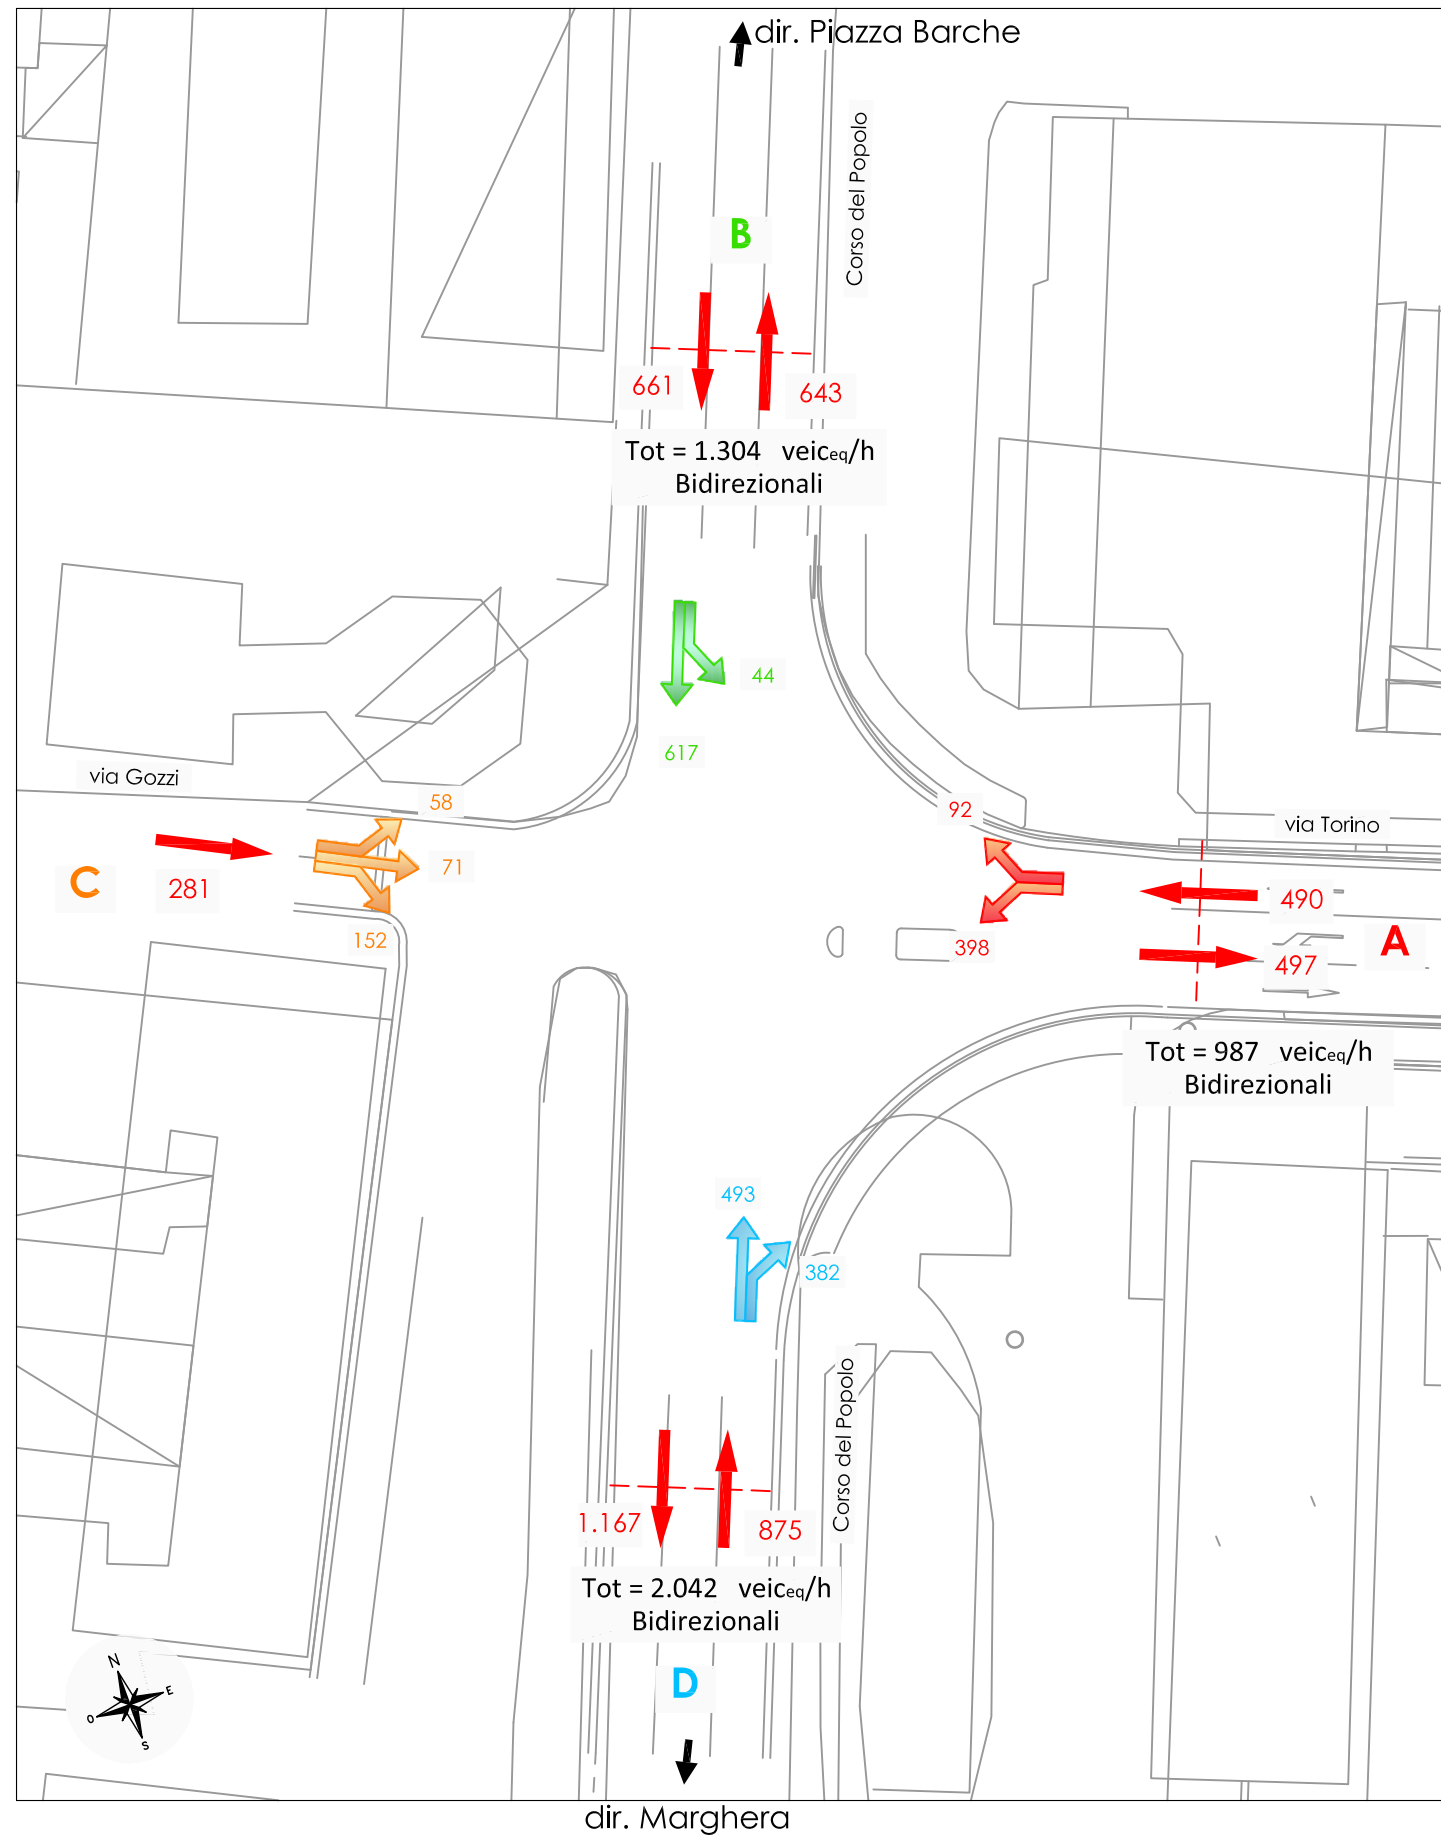 dir. Piazza Barche
Corso del Popolo
B
661
643
Tot = 1.304 veiceq/h
Bidirezionali
44
617
via Gozzi
58
71
152
C
281
92
398
via Torino
490
497
A
Tot = 987 veiceq/h
Bidirezionali
493
382
Corso del Popolo
1.167
875
Tot = 2.042 veiceq/h
Bidirezionali
D
N
E
O
S
dir. Marghera